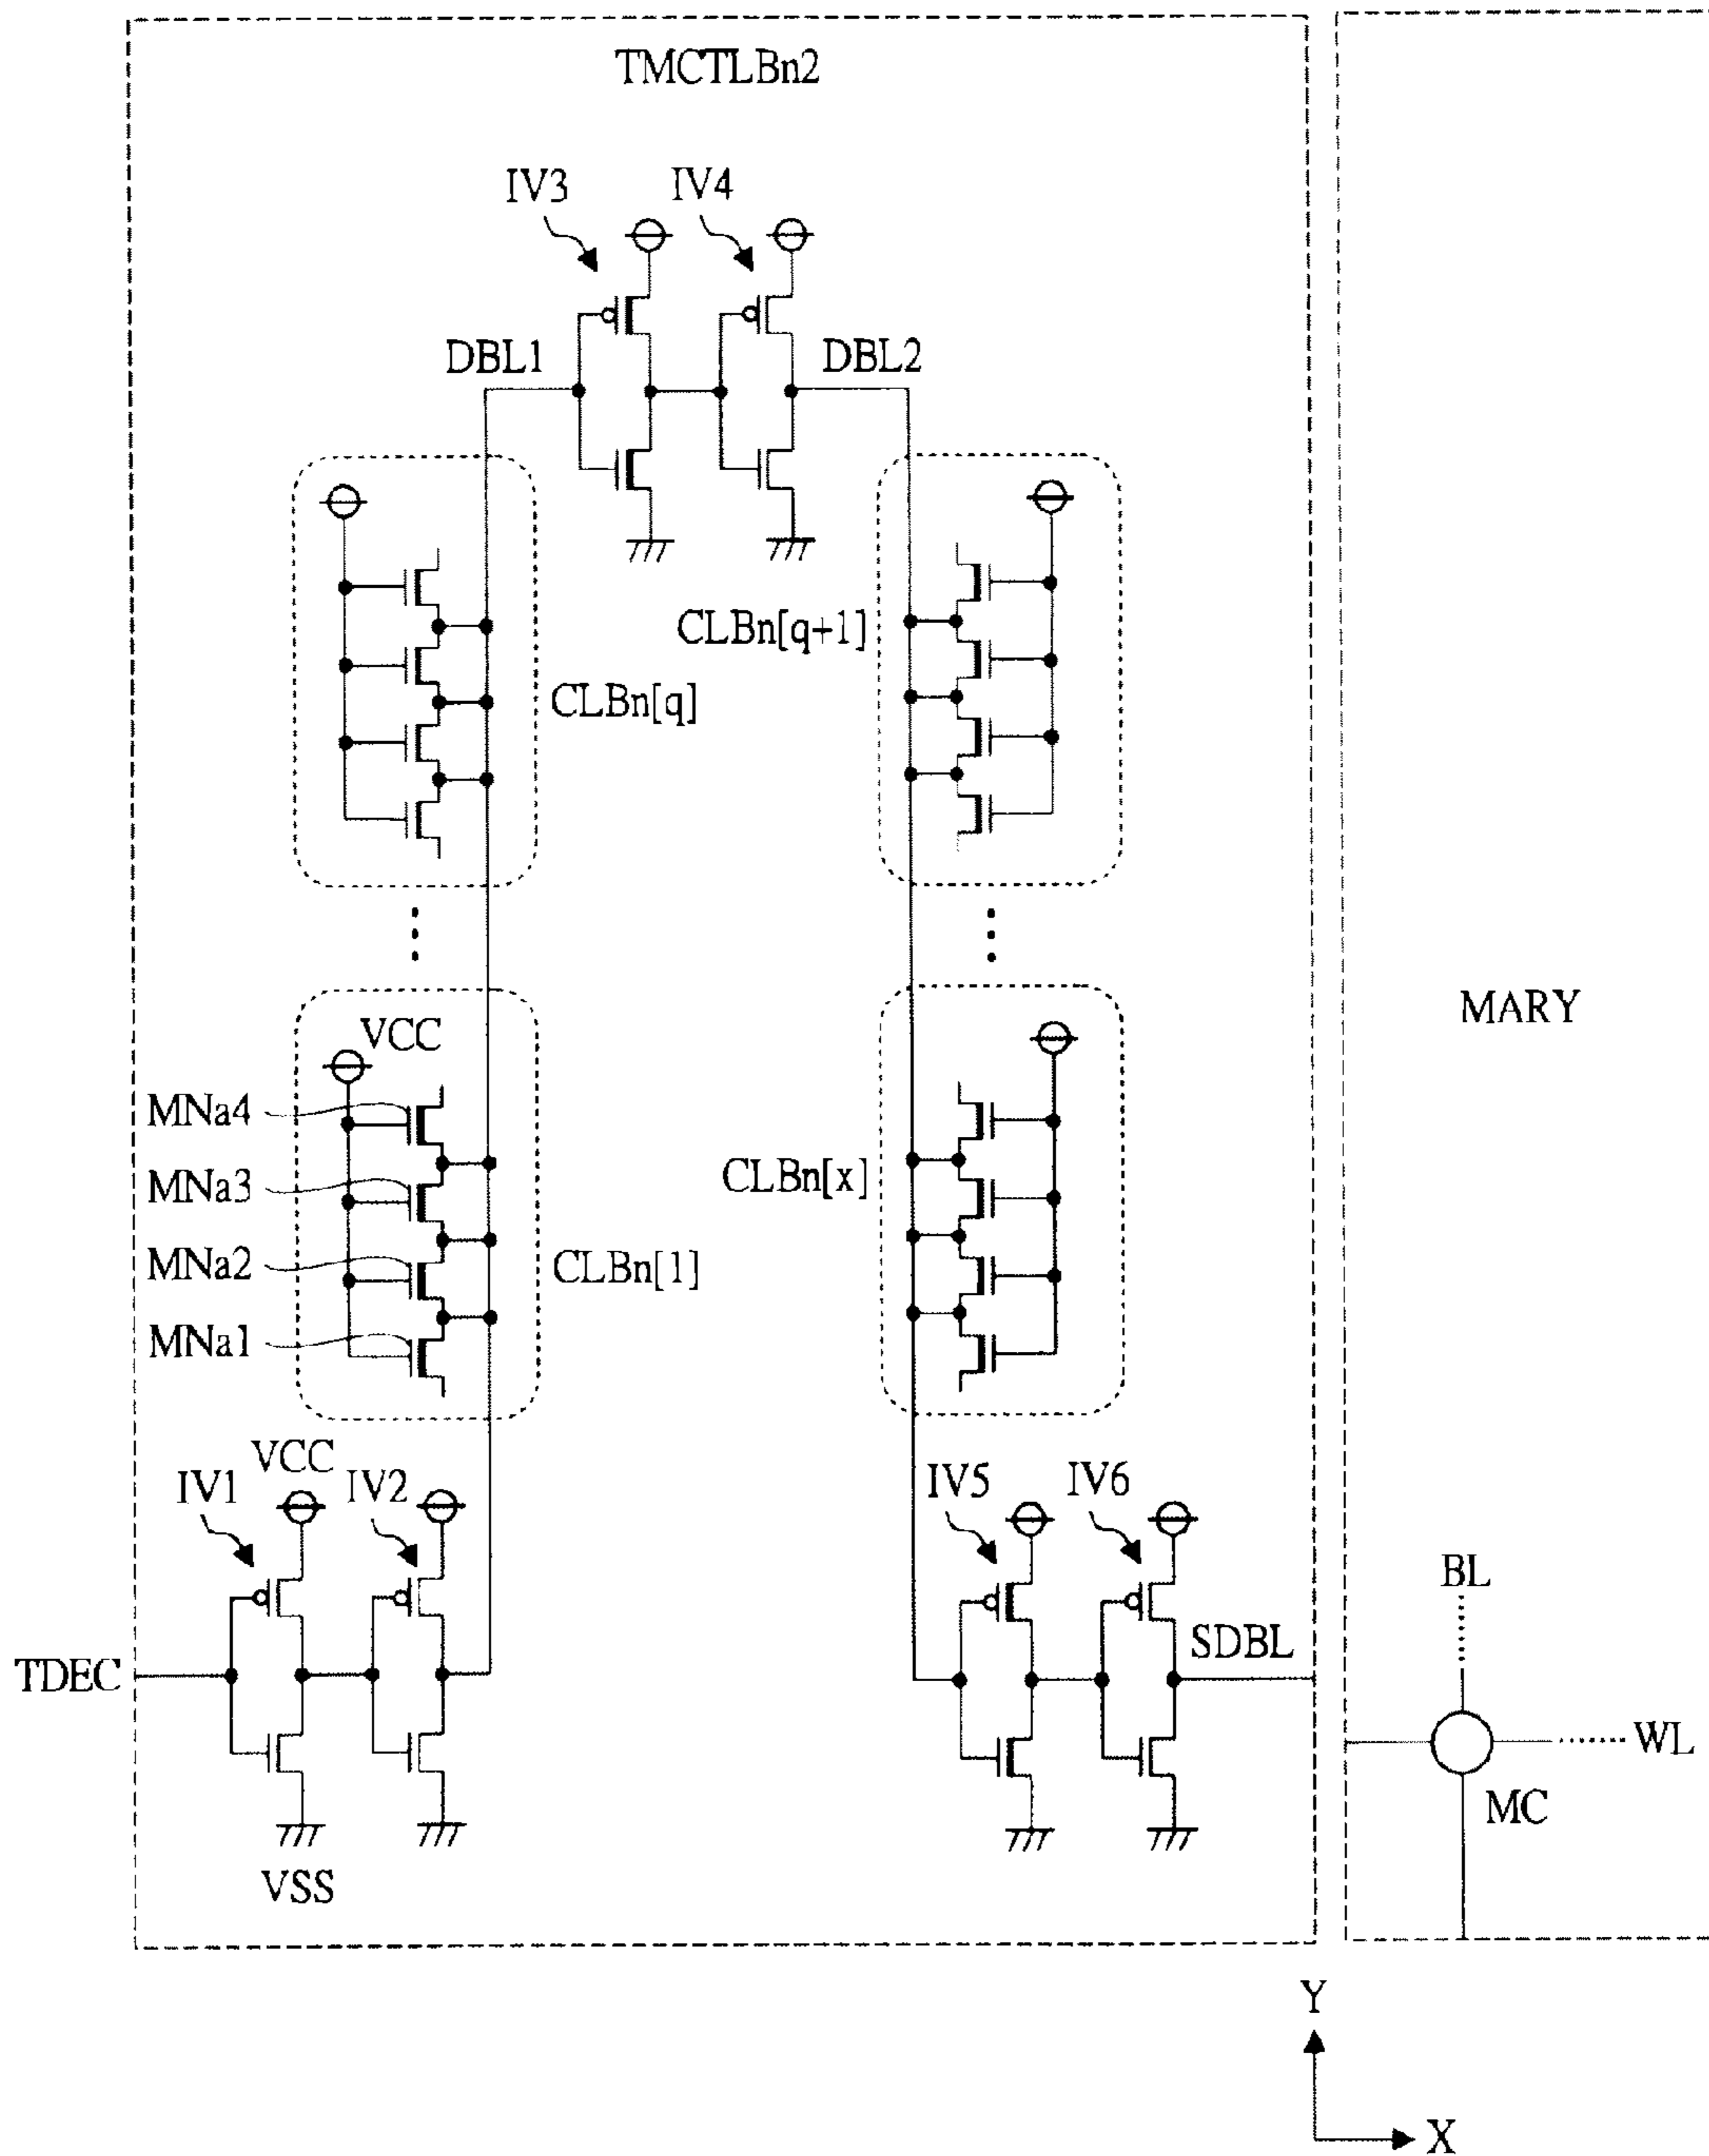 TMCTLBn2
IV3
IV4
DBL1
DBL2
CLBn[q+1]
CLBn[q]
MARY
VCC
MNa4
MNa3
CLBn[x]
MNa2
CLBn[1]
MNa1
VCC
IV1
IV2
IV5
IV6
BL
SDBL
TDEC
WL
MC
VSS
Y
X